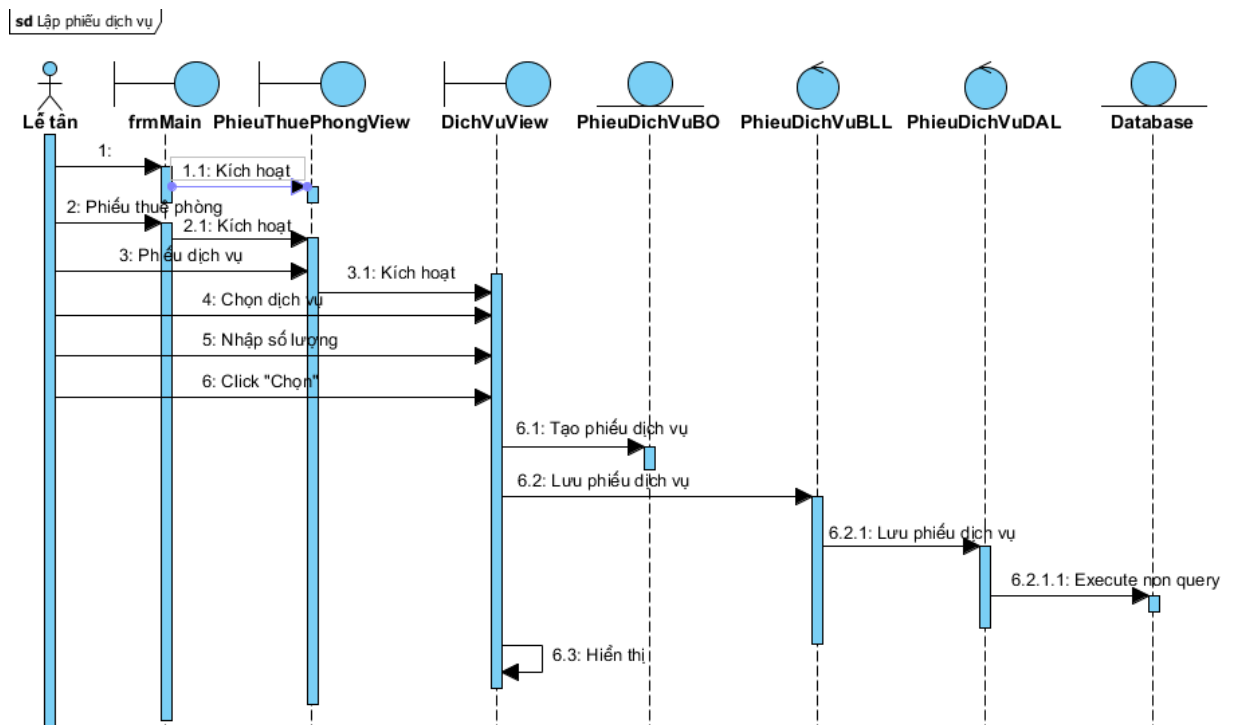 sd Lập phiếu dịch vụ
Lễ tân
frmMain
PhieuThuePhongView
DichVuView
PhieuDichVuBO
PhieuDichVuBLL
PhieuDichVuDAL
Database
1:
1.1: Kích hoạt
2: Phiếu thuê phòng
2.1: Kích hoạt
3: Phiếu dịch vụ
3.1: Kích hoạt
4: Chọn dịch vụ
5: Nhập số lượng
6: Click "Chọn"
6.1: Tạo phiếu dịch vụ
6.2: Lưu phiếu dịch vụ
6.2.1: Lưu phiếu dịch vụ
6.2.1.1: Execute non query
6.3: Hiển thị